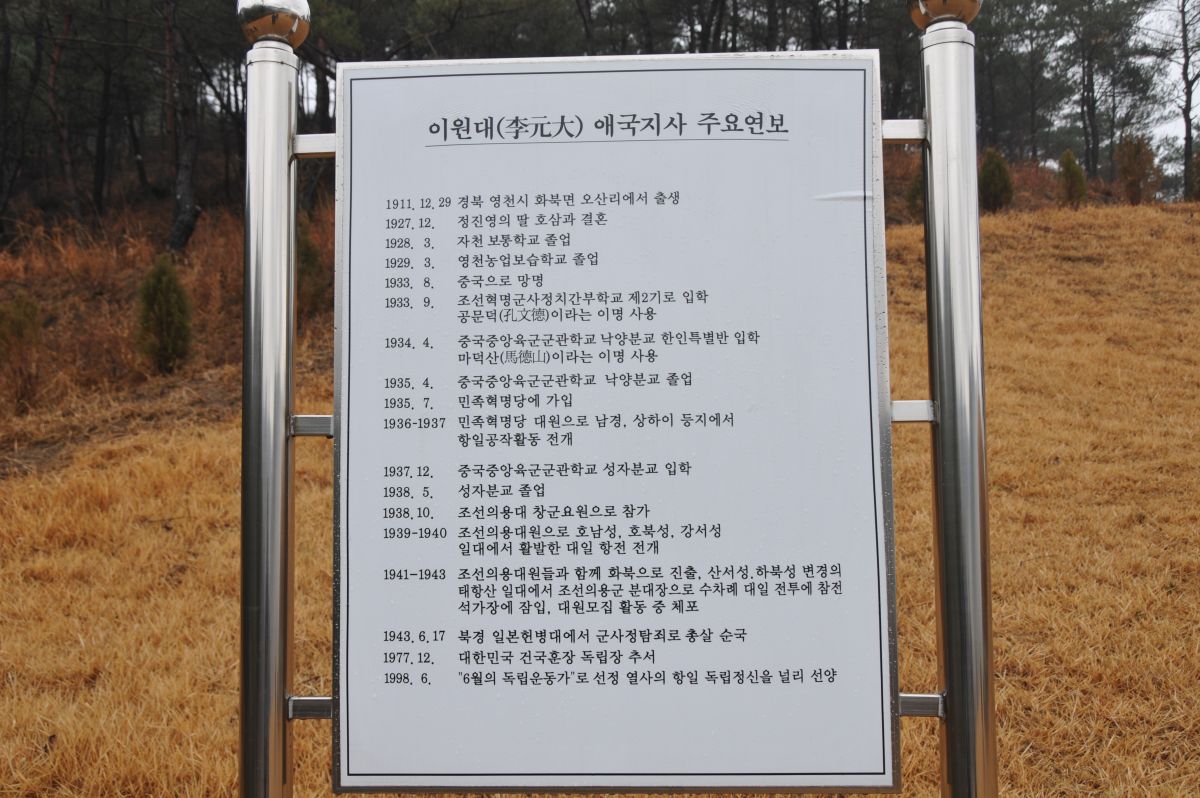 이원대(李元大) 애국지사 주요연보
1911. 12. 29 경북 영천시 화북면 오산리에서 출생
1927. 12. 정진영의 딸 호삼과 결혼
1928. 3. 자천 보통학교 졸업
1929. 3. 영천농업보습학교 졸업
1933. 8. 중국으로 망명
1933. 9. 조선혁명군사정치간부학교 제2기로 입학
공문덕(孔文德)이라는 이명 사용
1934. 4. 중국중앙육군군관학교 낙양분교 한인특별반 입학
마덕산(馬德山)이라는 이명 사용
1935. 4. 중국중앙육군군관학교 낙양분교 졸업
1935. 7. 민족혁명당에 가입
1936-1937 민족혁명당 대원으로 남경, 상하이 등지에서
항일공작활동 전개
1937. 12. 중국중앙육군군관학교 성자분교 입학
1938. 5. 성자분교 졸업
1938. 10. 조선의용대 창군요원으로 참가
1939-1940 조선의용대원으로 호남성, 호북성, 강서성
일대에서 활발한 대일 항전 전개
1941-1943 조선의용대원들과 함께 화북으로 진출, 산서성.하북성 변경의
태항산 일대에서 조선의용군 분대장으로 수차례 대일 전투에 참전
석가장에 잠입, 대원모집 활동 중 체포
1943. 6. 17 북경 일본헌병대에서 군사정탐죄로 총살 순국
1977. 12. 대한민국 건국훈장 독립장 추서
1998. 6. "6월의 독립운동가"로 선정 열사의 항일 독립정신을 널리 선양